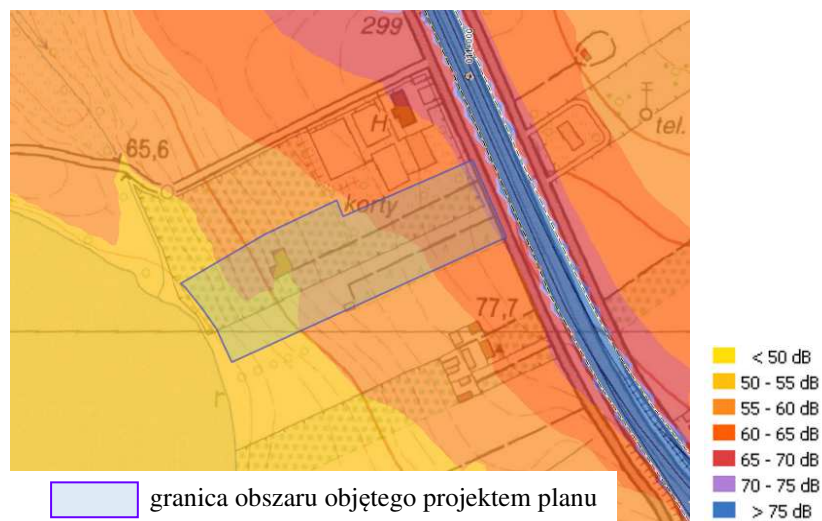 299
65,6
H
tel.
korty
77,7
r
< 50 dB
50 - 55 dB
55 - 60 dB
60 - 65 dB
65 - 70 dB
70 - 75 dB
> 75 dB
granica obszaru objętego projektem planu